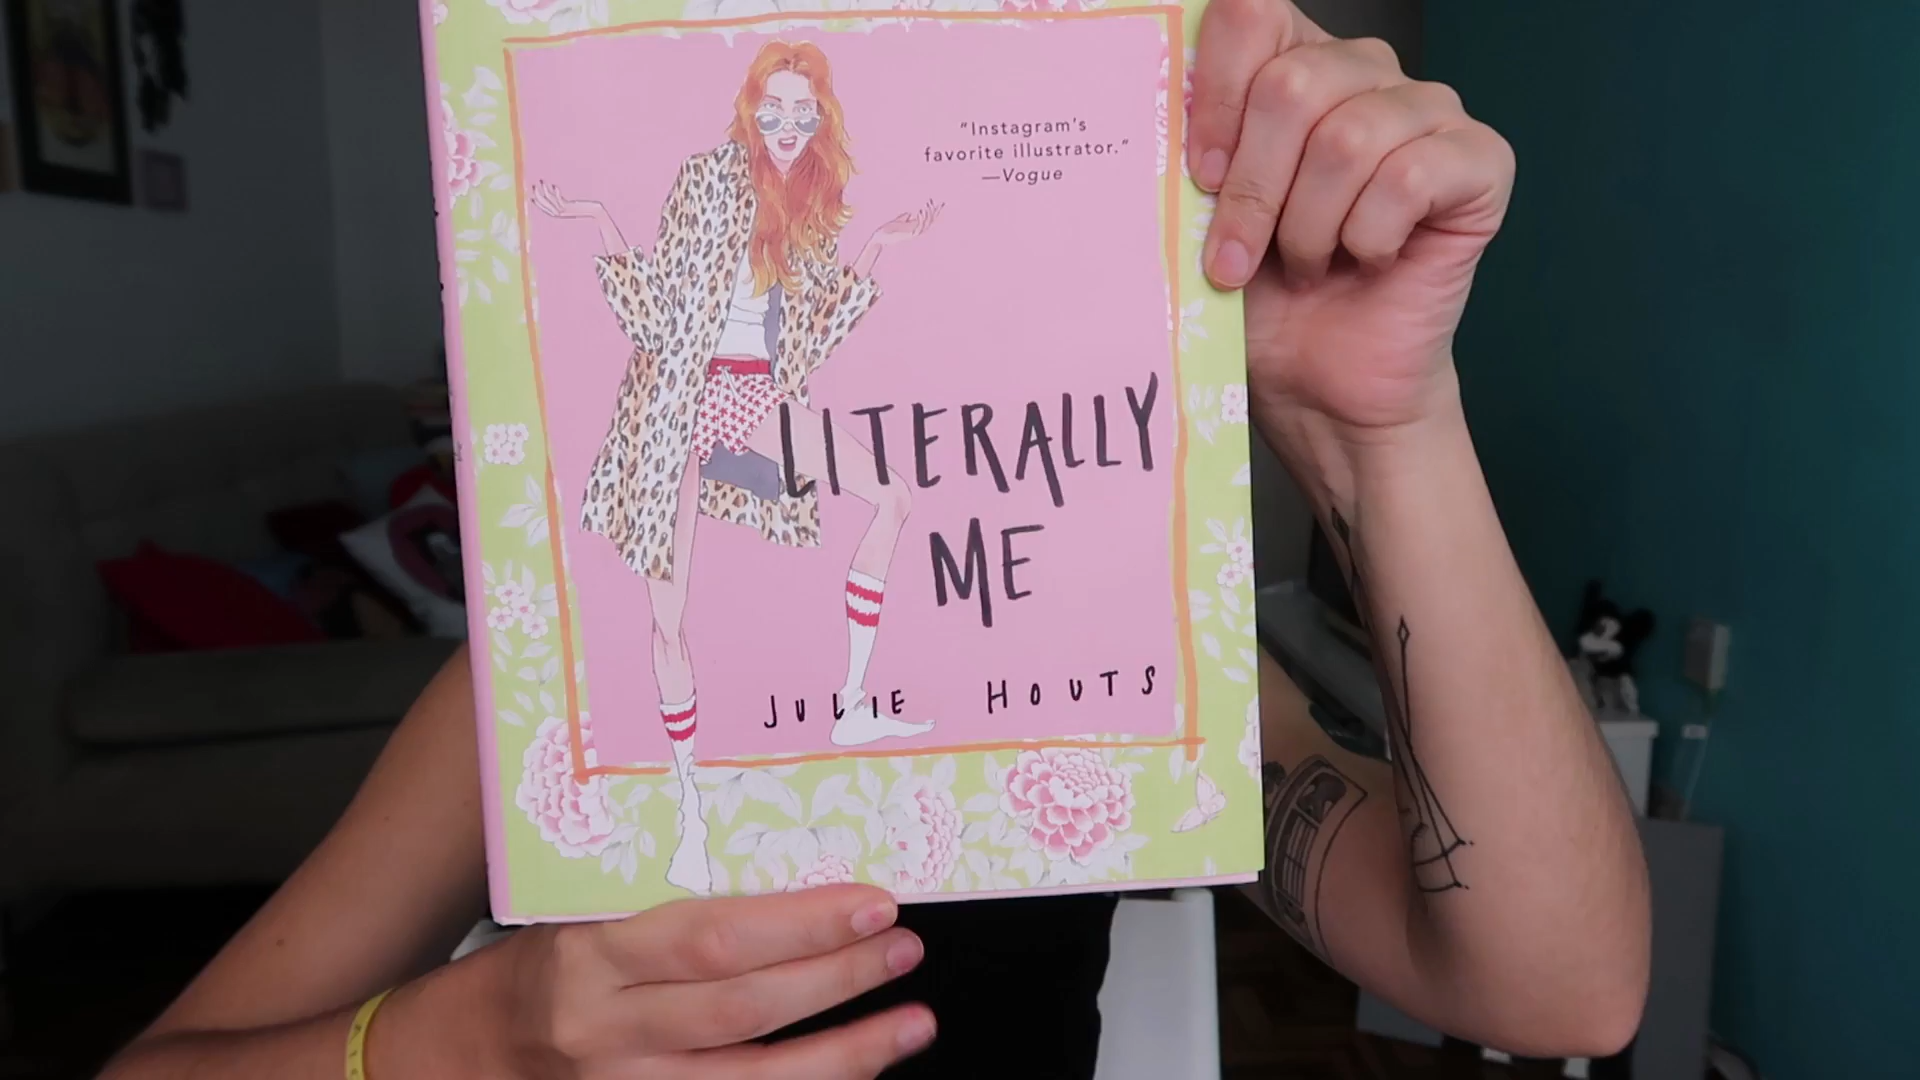 "Instagram's
favorite illustrator."
—Vogue
LITERALLY
ME
JULIE HOUTS